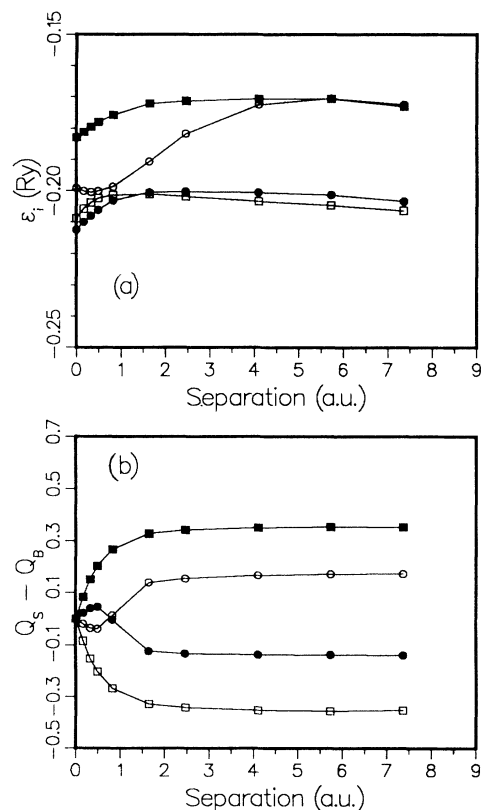 -0.15
-0.20
-0.25
ε_i (Ry)
(a)
0 1 2 3 4 5 6 7 8 9
Separation (a.u.)
0.7
0.5
0.3
0.1
-0.1
-0.3
-0.5
Q_S - Q_B
(b)
0 1 2 3 4 5 6 7 8 9
Separation (a.u.)